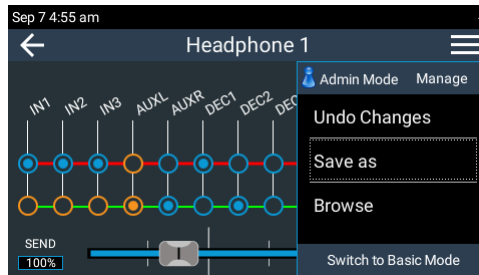 Sep 7 4:55 am
Headphone 1
Admin Mode Manage
IN1 IN2 IN3 AUXL AUXR DEC1 DEC2
Undo Changes
Save as
Browse
SEND
100%
Switch to Basic Mode